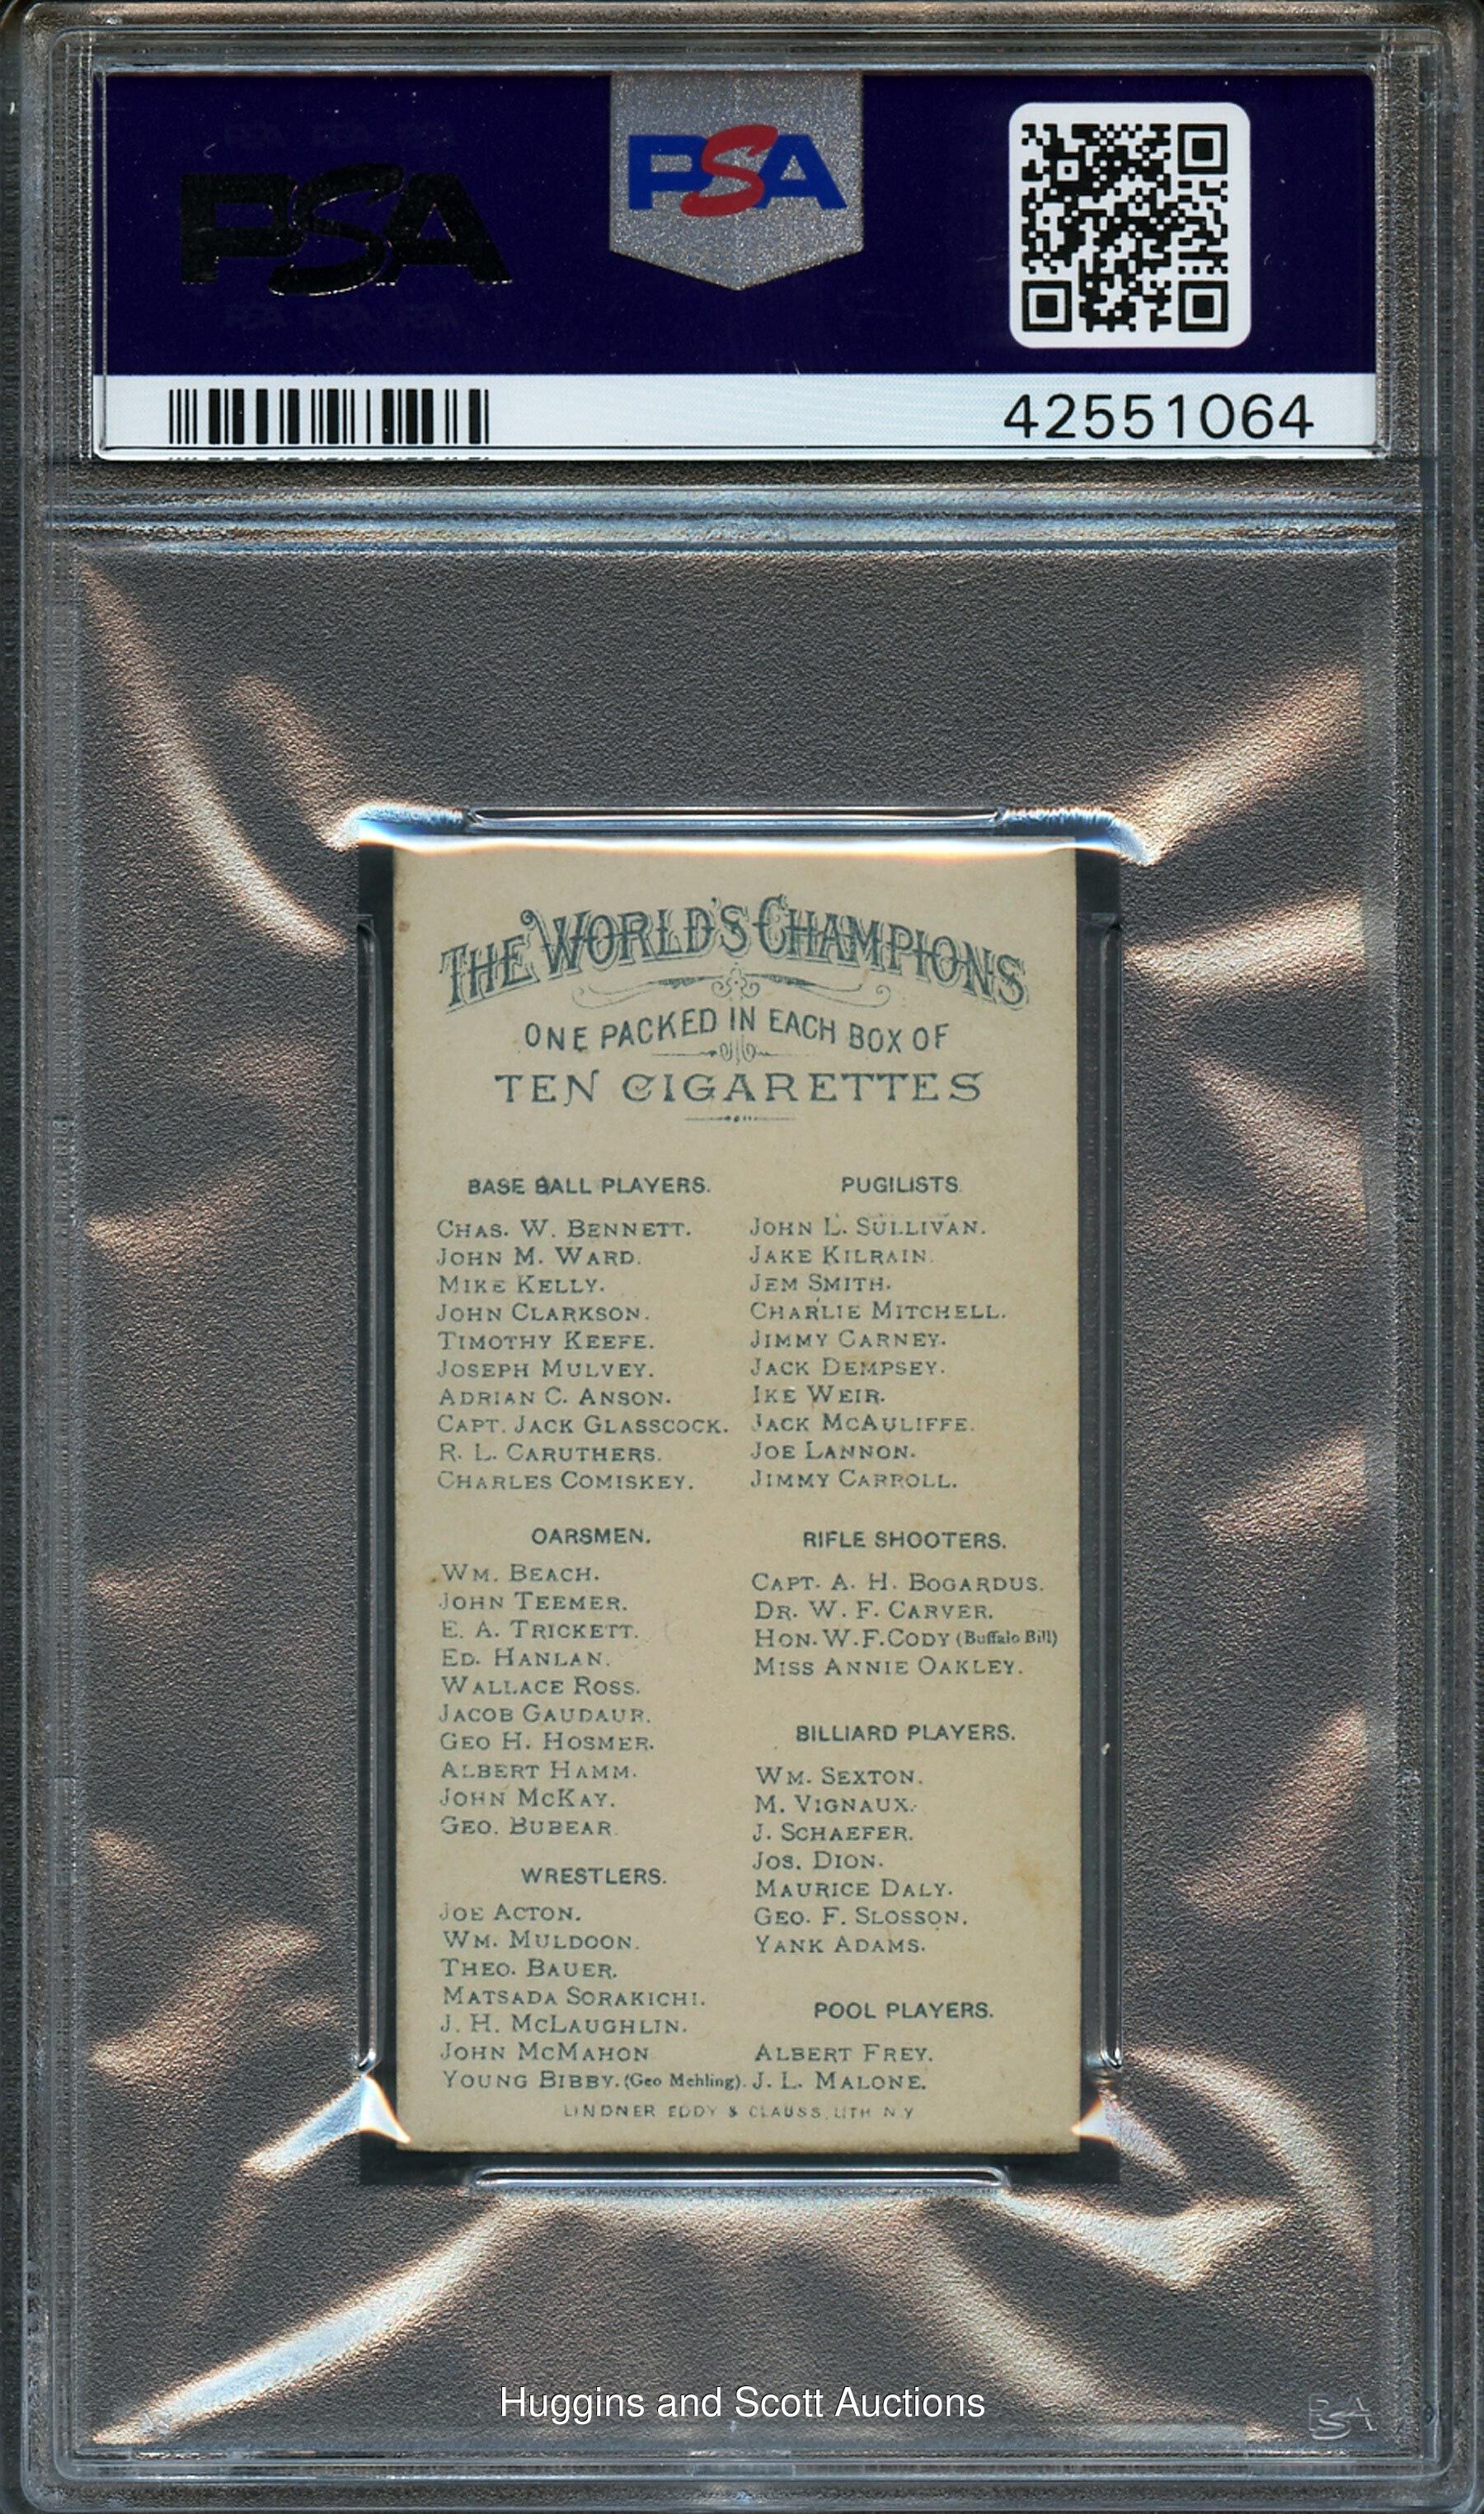 PSA
PSA
42551064
THE WORLD'S CHAMPIONS
ONE PACKED IN EACH BOX OF
TEN CIGARETTES
BASE BALL PLAYERS.
CHAS. W. BENNETT.
JOHN M. WARD.
MIKE KELLY.
JOHN CLARKSON.
TIMOTHY KEEFE.
JOSEPH MULVEY.
ADRIAN C. ANSON.
CAPT. JACK GLASSCOCK.
R. L. CARUTHERS.
CHARLES COMISKEY.
OARSMEN.
WM. BEACH.
JOHN TEEMER.
E. A. TRICKETT.
ED. HANLAN.
WALLACE ROSS.
JACOB GAUDAUR.
GEO H. HOSMER.
ALBERT HAMM.
JOHN MCKAY.
GEO. BUBEAR.
WRESTLERS.
JOE ACTON.
WM. MULDOON.
THEO. BAUER.
MATSADA SORAKICHI.
J. H. MCLAUGHLIN.
JOHN MCMAHON
YOUNG BIBBY. (Geo Mehling).
PUGILISTS
JOHN L. SULLIVAN.
JAKE KILRAIN.
JEM SMITH.
CHARLIE MITCHELL.
JIMMY CARNEY.
JACK DEMPSEY.
IKE WEIR.
JACK MCAULIFFE.
JOE LANNON.
JIMMY CARROLL.
RIFLE SHOOTERS.
CAPT. A. H. BOGARDUS.
DR. W. F. CARVER.
HON. W. F. CODY (Buffalo Bill)
MISS ANNIE OAKLEY.
BILLIARD PLAYERS.
WM. SEXTON.
M. VIGNAUX.
J. SCHAEFER.
JOS. DION.
MAURICE DALY.
GEO. F. SLOSSON.
YANK ADAMS.
POOL PLAYERS.
ALBERT FREY.
J. L. MALONE.
LINDNER EDDY & CLAUSS, LITH N.Y
Huggins and Scott Auctions
PSA